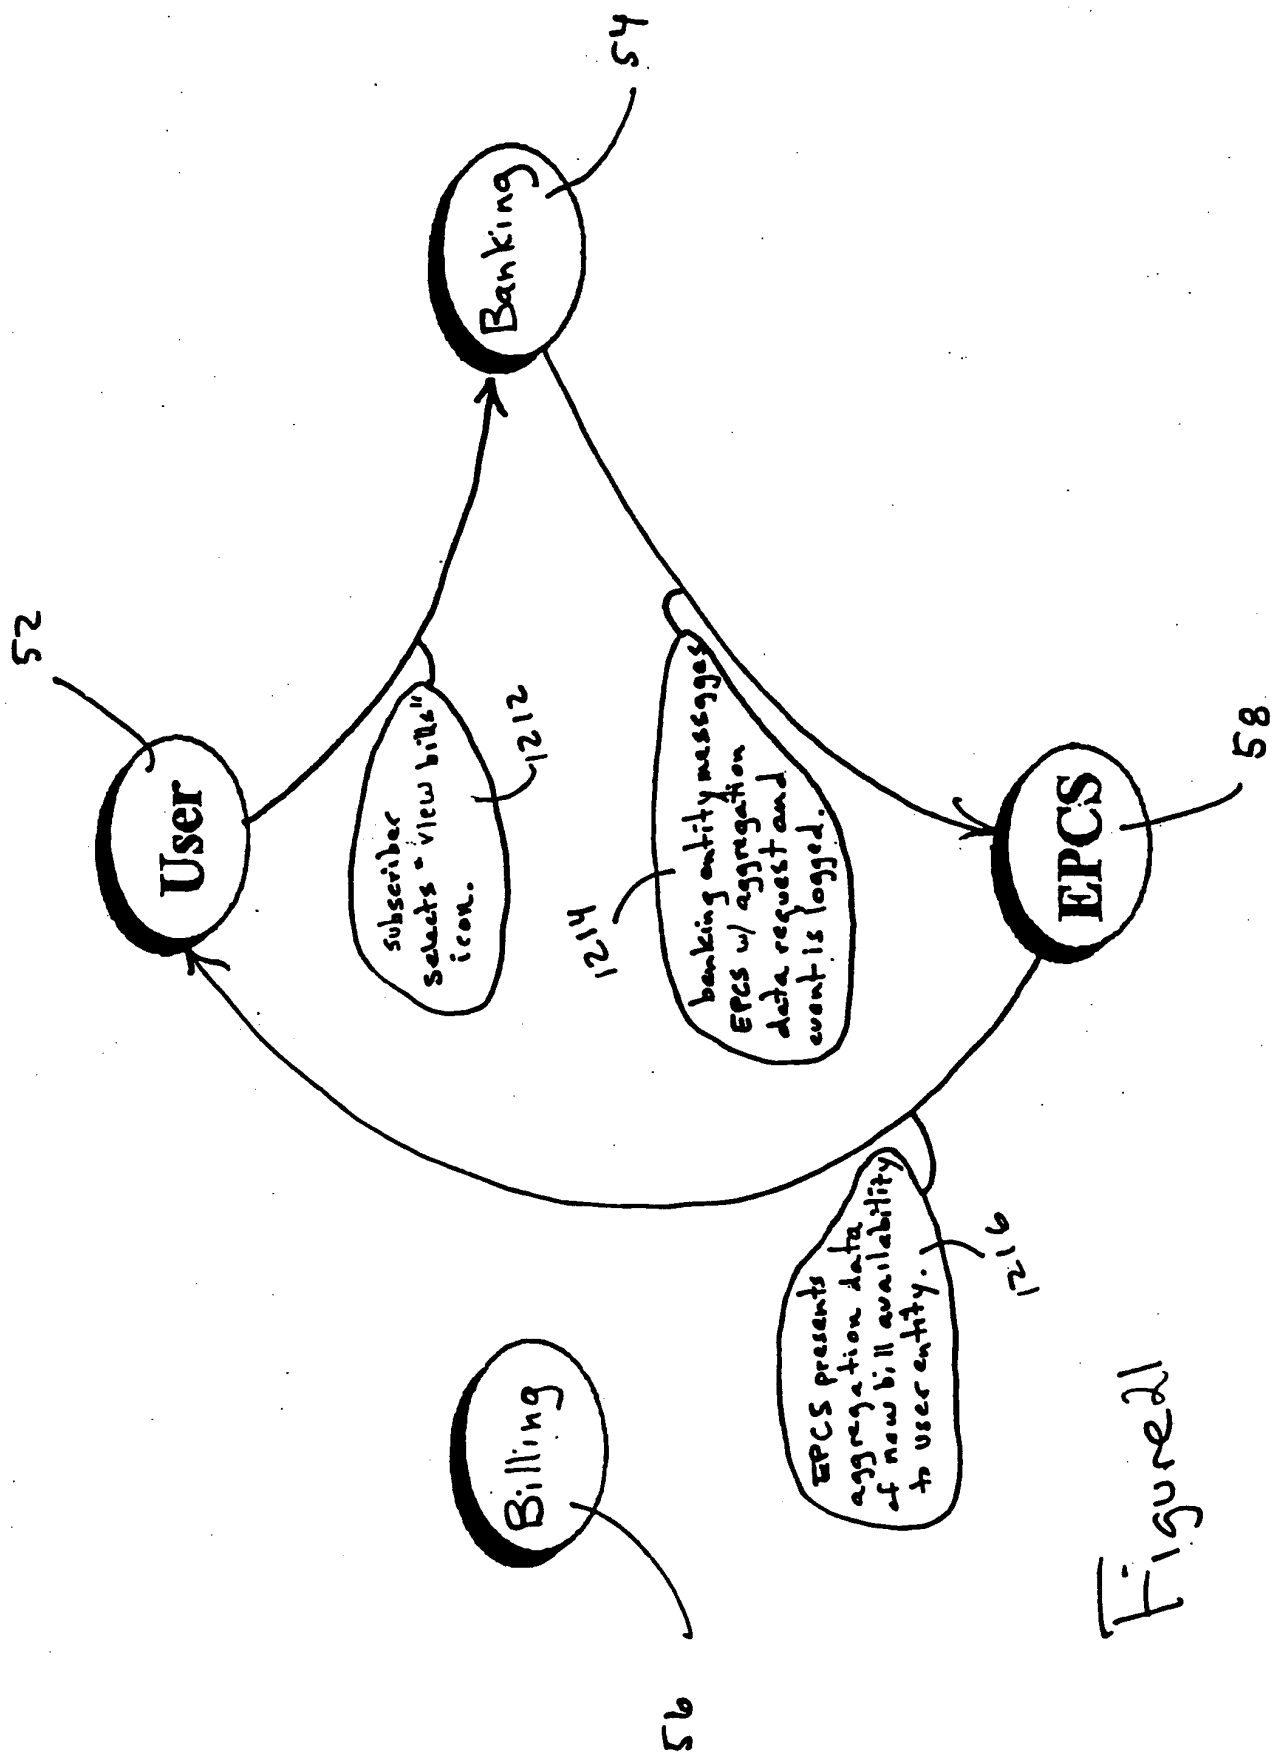 52
User
subscriber
selects "view bills"
icon.
1212
Banking
54
1214
banking entity messages
EPCS w/ aggregation
data request and
event is logged.
Billing
56
EPCS presents
aggregation data
of new bill availability
to user entity.
1216
EPCS
58
Figure 21